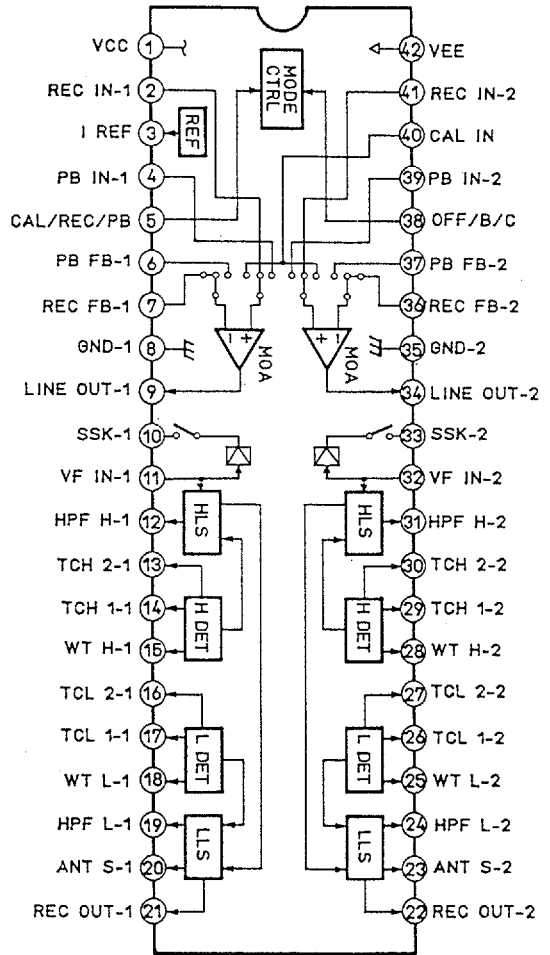 VCC 1
REC IN-1 2
I REF 3
PB IN-1 4
CAL/REC/PB 5
PB FB-1 6
REC FB-1 7
GND-1 8
LINE OUT-1 9
SSK-1 10
VF IN-1 11
HPF H-1 12
TCH 2-1 13
TCH 1-1 14
WT H-1 15
TCL 2-1 16
TCL 1-1 17
WT L-1 18
HPF L-1 19
ANT S-1 20
REC OUT-1 21
MODE CTRL
REF
- +
MOA
HLS
H DET
L DET
LLS
+ -
MOA
HLS
H DET
L DET
LLS
42 VEE
41 REC IN-2
40 CAL IN
39 PB IN-2
38 OFF/B/C
37 PB FB-2
36 REC FB-2
35 GND-2
34 LINE OUT-2
33 SSK-2
32 VF IN-2
31 HPF H-2
30 TCH 2-2
29 TCH 1-2
28 WT H-2
27 TCL 2-2
26 TCL 1-2
25 WT L-2
24 HPF L-2
23 ANT S-2
22 REC OUT-2